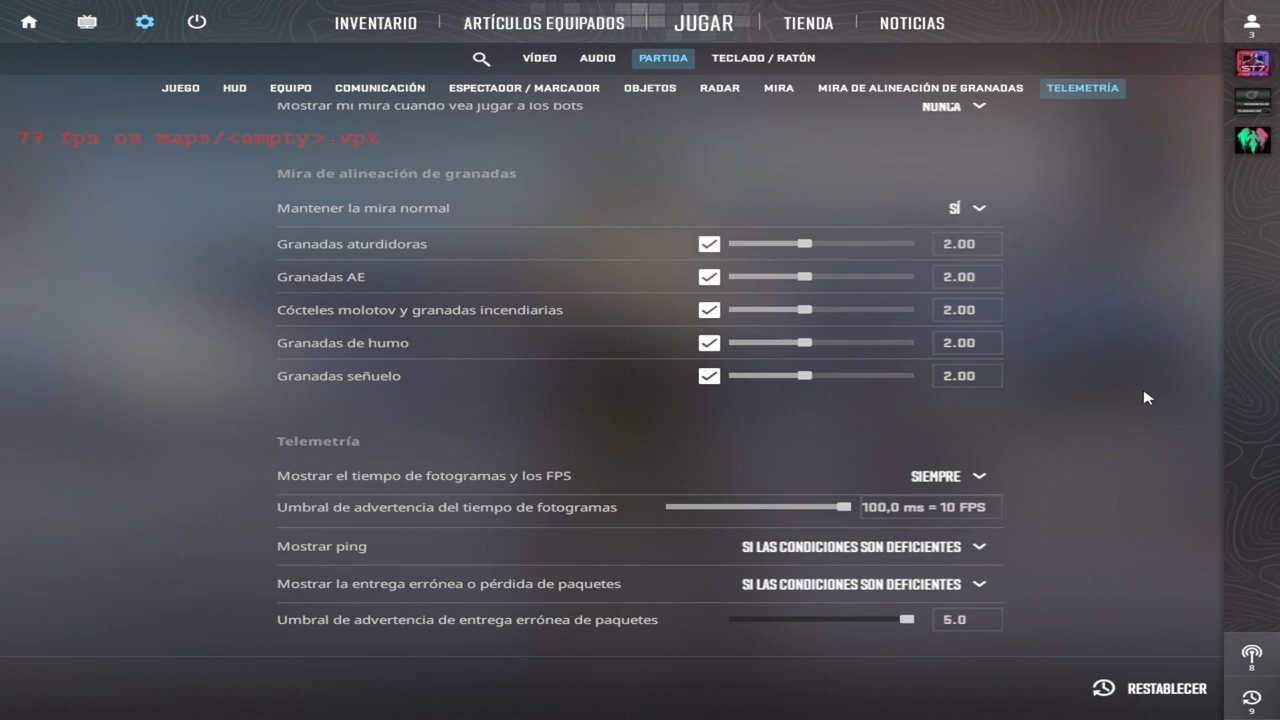 INVENTARIO
ARTÍCULOS EQUIPADOS
JUGAR
TIENDA
NOTICIAS
3
VÍDEO
AUDIO
PARTIDA
TECLADO / RATÓN
ST7
JUEGO
HUD
EQUIPO
COMUNICACIÓN
ESPECTADOR / MARCADOR
OBJETOS
RADAR
MIRA
MIRA DE ALINEACIÓN DE GRANADAS
TELEMETRÍA
Mostrar mi mira cuando vea jugar a los bots
NUNCA
73 fps on maps/<empty>.vpk
Mira de alineación de granadas
Mantener la mira normal
SÍ
Granadas aturdidoras
2.00
Granadas AE
2.00
Cócteles molotov y granadas incendiarias
2.00
Granadas de humo
2.00
Granadas señuelo
2.00
Telemetría
Mostrar el tiempo de fotogramas y los FPS
SIEMPRE
Umbral de advertencia del tiempo de fotogramas
100,0 ms = 10 FPS
Mostrar ping
SI LAS CONDICIONES SON DEFICIENTES
Mostrar la entrega errónea o pérdida de paquetes
SI LAS CONDICIONES SON DEFICIENTES
Umbral de advertencia de entrega errónea de paquetes
5.0
8
RESTABLECER
9